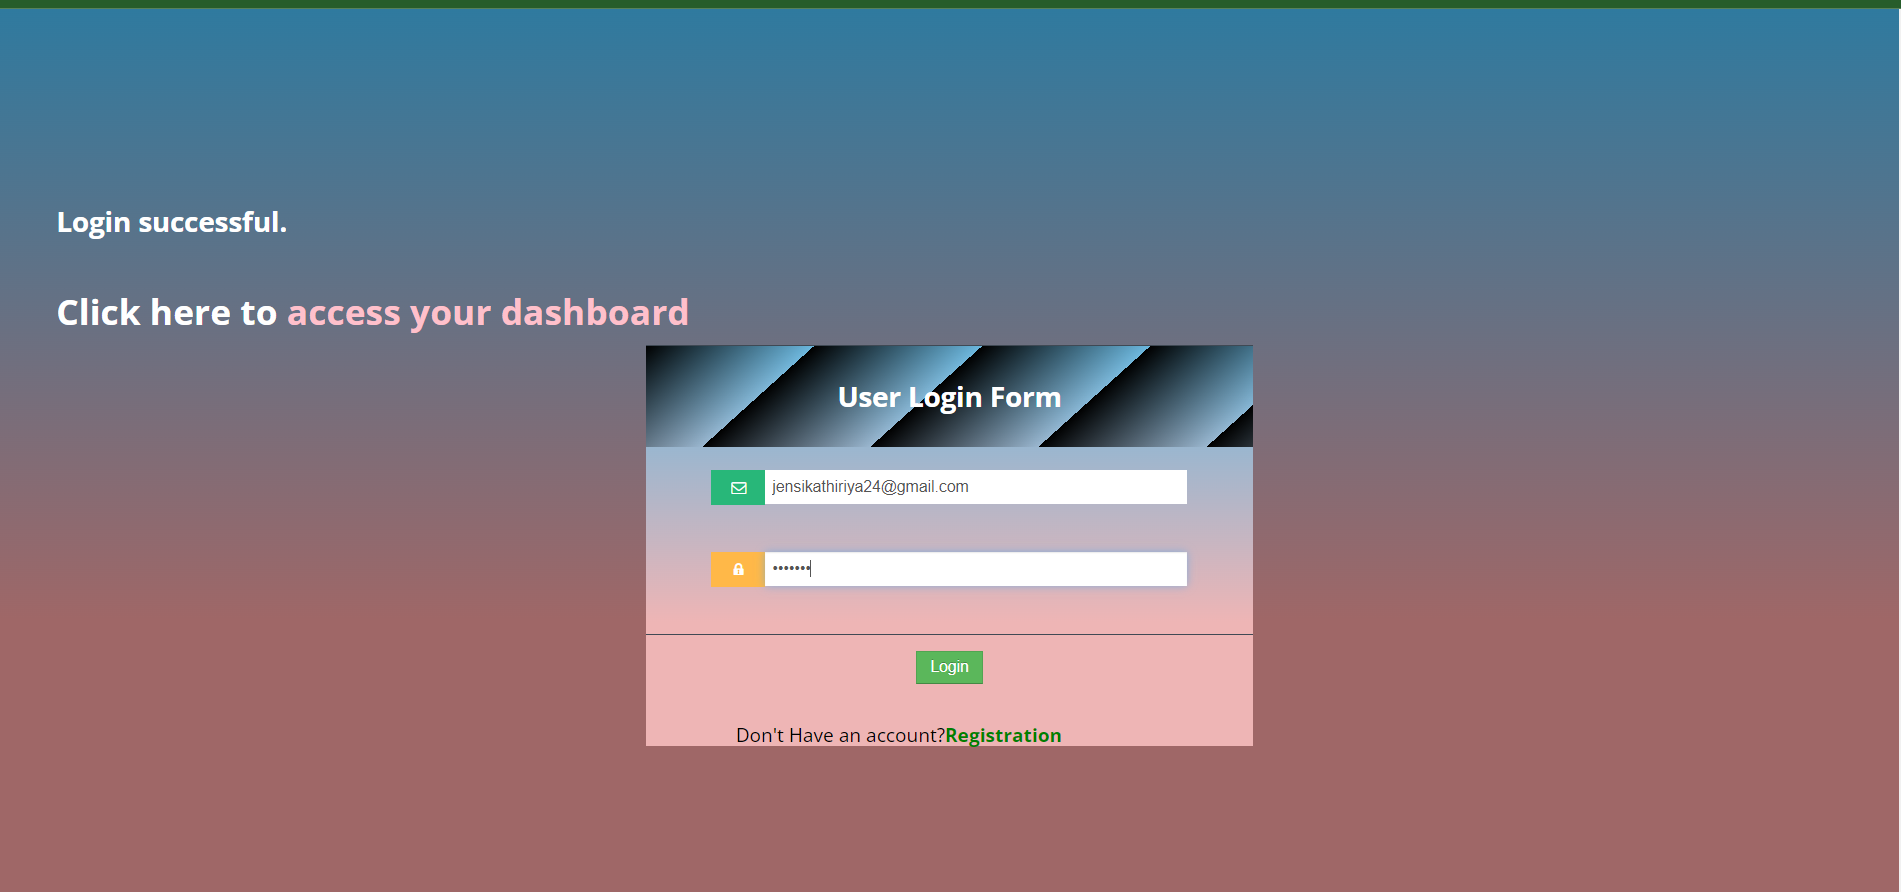 Login successful.
Click here to access your dashboard
User Login Form
jensikathiriya24@gmail.com
•••••••
Login
Don't Have an account?Registration